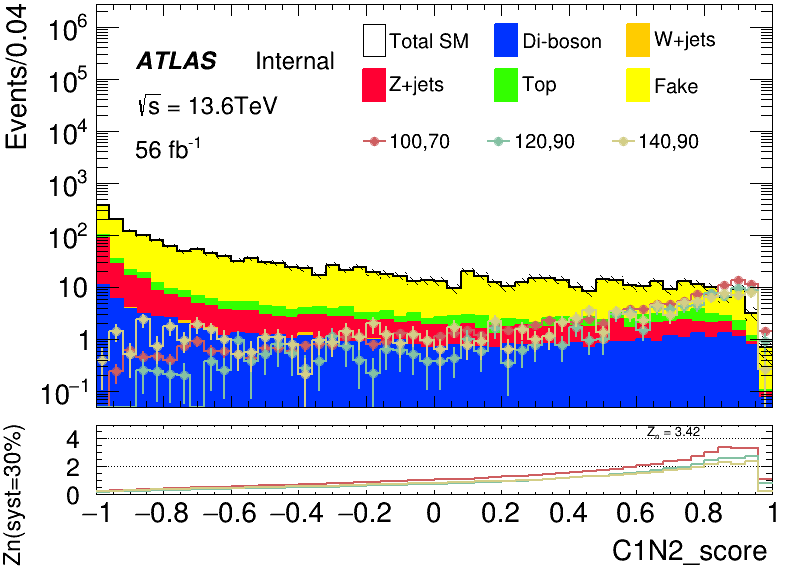 Events/0.04
10^6
10^5
10^4
10^3
10^2
10
1
10^−1
ATLAS Internal
√s = 13.6TeV
56 fb^-1
Total SM Di-boson W+jets
Z+jets Top Fake
100,70 120,90 140,90
Zn(syst=30%)
4
2
0
Z_n = 3.42
−1 −0.8 −0.6 −0.4 −0.2 0 0.2 0.4 0.6 0.8 1
C1N2_score